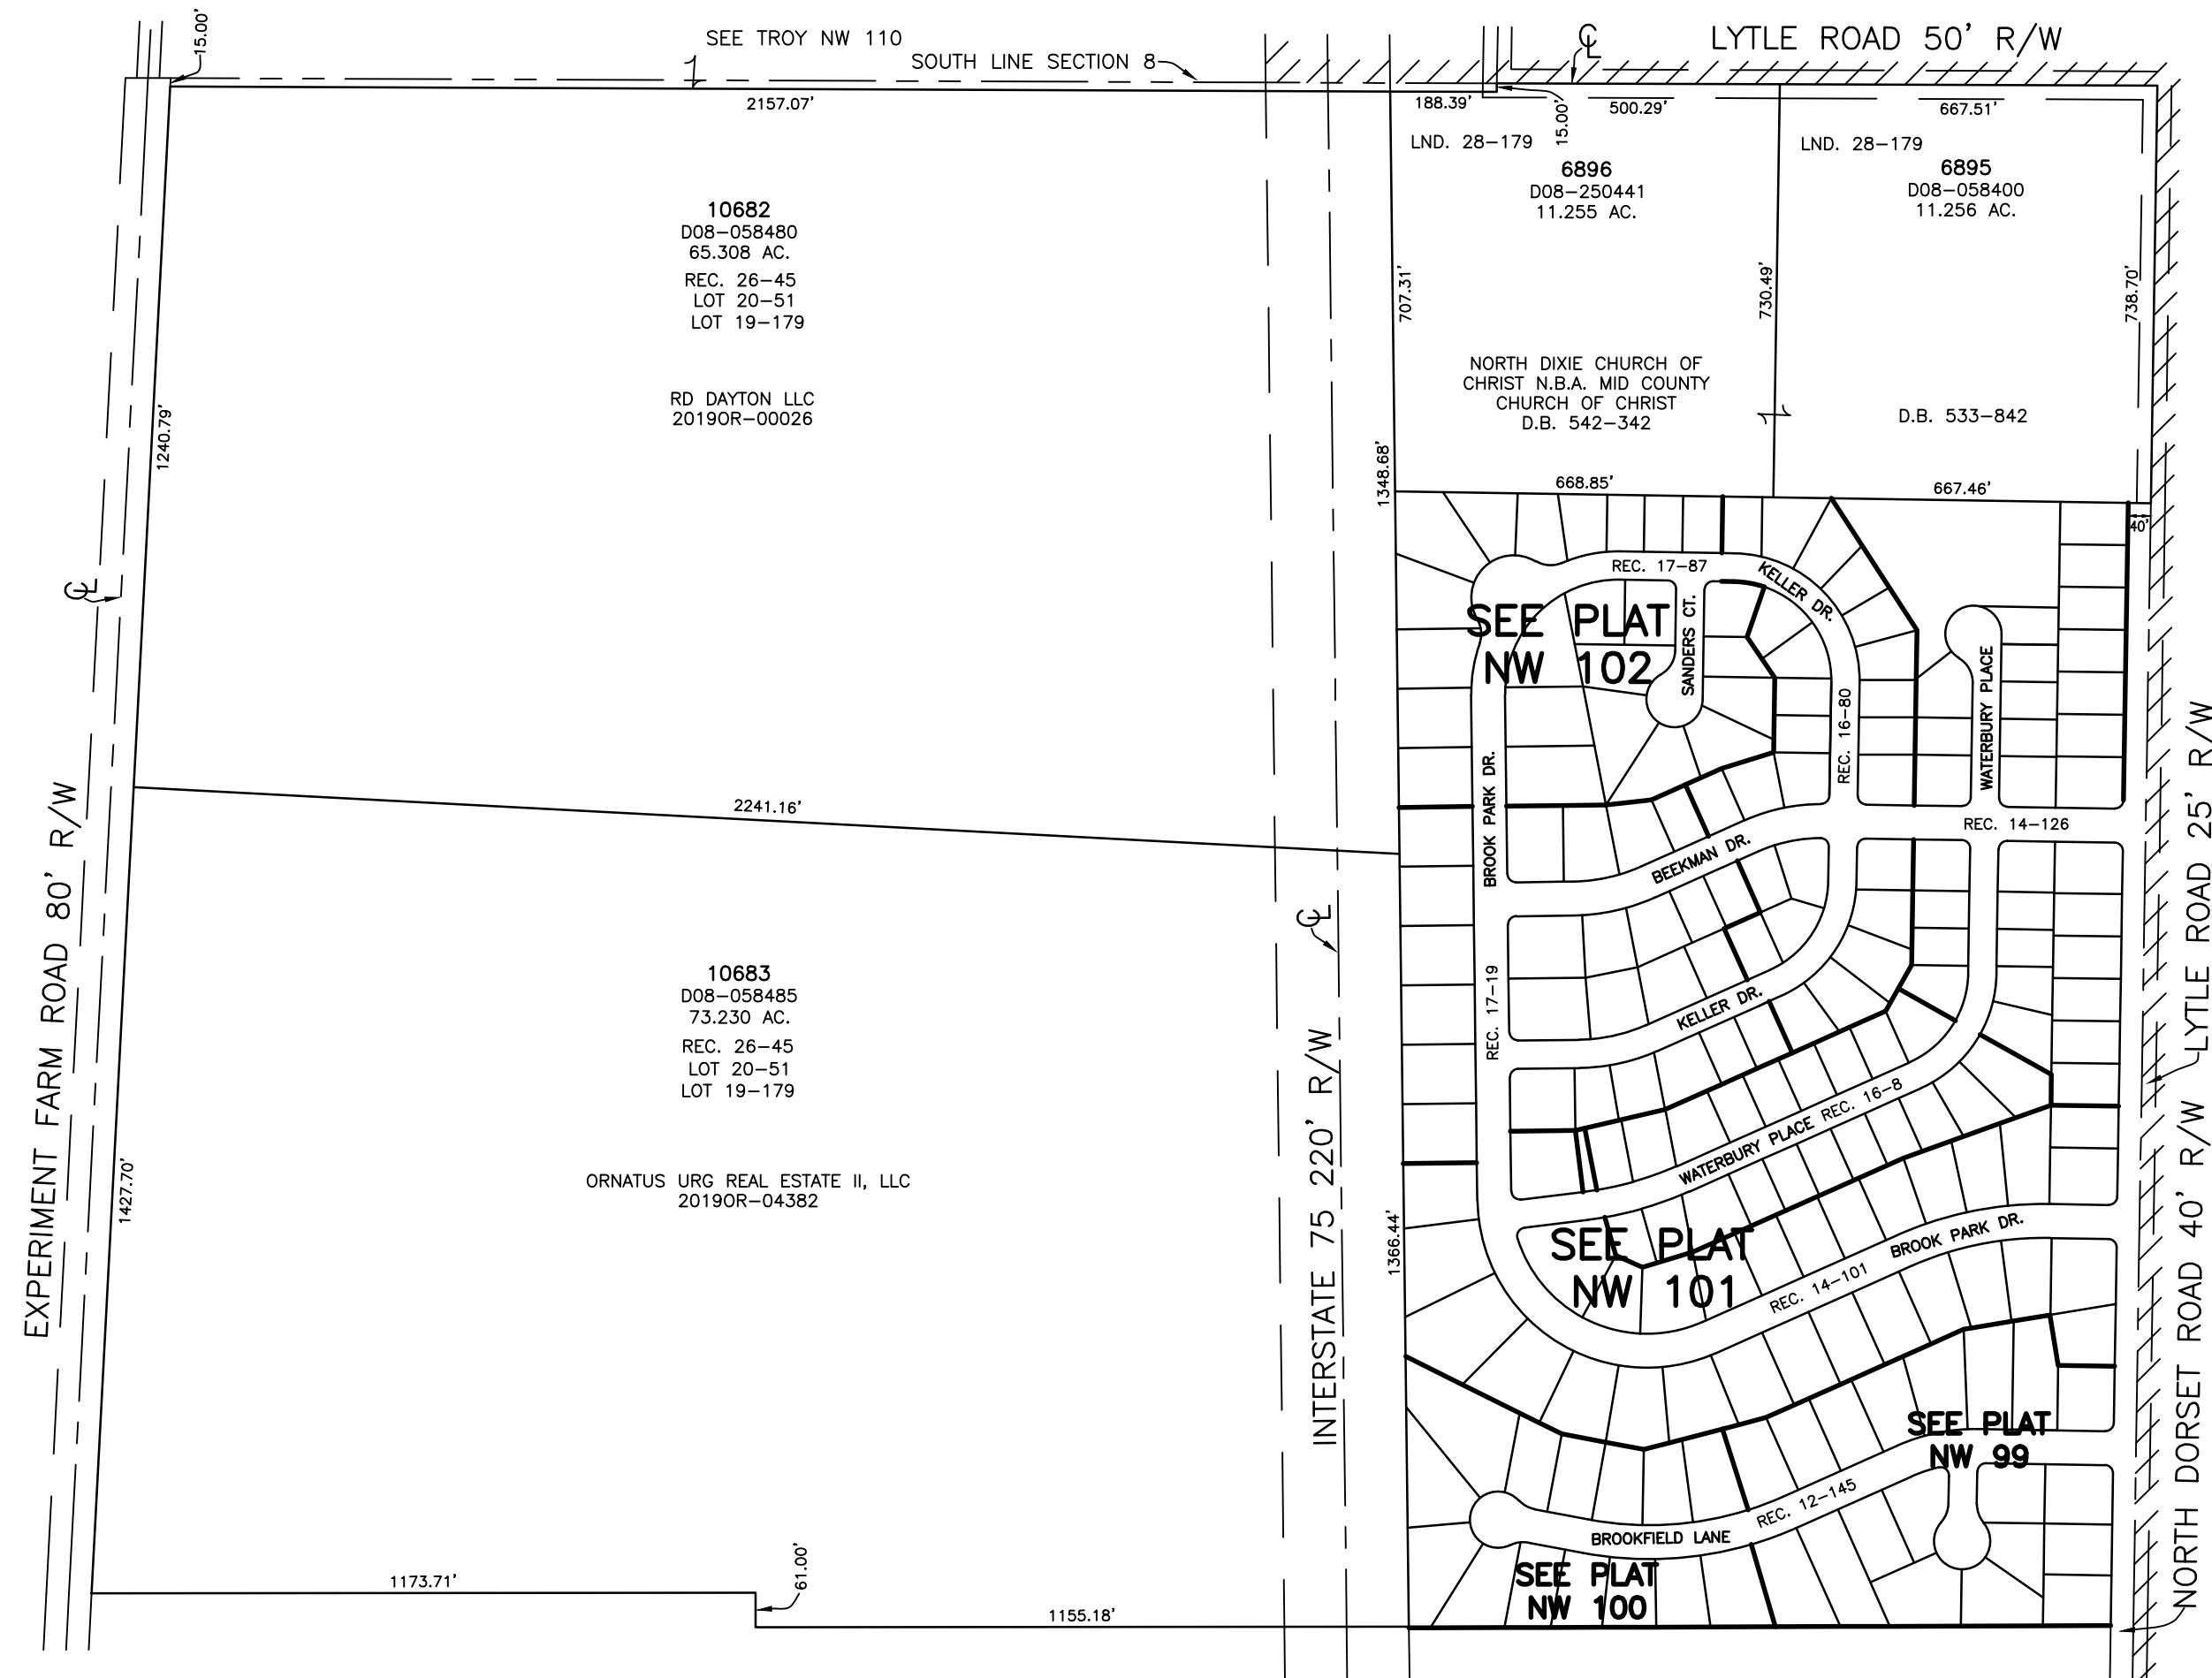 15.00'
SEE TROY NW 110
SOUTH LINE SECTION 8
℄
LYTLE ROAD 50' R/W
2157.07'
188.39'
15.00'
500.29'
667.51'
LND. 28-179
6896
D08-250441
11.255 AC.
LND. 28-179
6895
D08-058400
11.256 AC.
10682
D08-058480
65.308 AC.
REC. 26-45
LOT 20-51
LOT 19-179
RD DAYTON LLC
2019OR-00026
1240.79'
707.31'
730.49'
738.70'
NORTH DIXIE CHURCH OF
CHRIST N.B.A. MID COUNTY
CHURCH OF CHRIST
D.B. 542-342
D.B. 533-842
1348.68'
668.85'
667.46'
40'
℄
REC. 17-87
KELLER DR.
SEE PLAT
NW 102
SANDERS CT.
WATERBURY PLACE
REC. 16-80
BROOK PARK DR.
2241.16'
REC. 14-126
BEEKMAN DR.
EXPERIMENT FARM ROAD 80' R/W
LYTLE ROAD 25' R/W
℄
10683
D08-058485
73.230 AC.
REC. 26-45
LOT 20-51
LOT 19-179
ORNATUS URG REAL ESTATE II, LLC
2019OR-04382
1427.70'
INTERSTATE 75 220' R/W
REC. 17-19
KELLER DR.
WATERBURY PLACE REC. 16-8
1366.44'
SEE PLAT
NW 101
REC. 14-101
BROOK PARK DR.
NORTH DORSET ROAD 40' R/W
SEE PLAT
NW 99
REC. 12-145
BROOKFIELD LANE
SEE PLAT
NW 100
1173.71'
61.00'
1155.18'